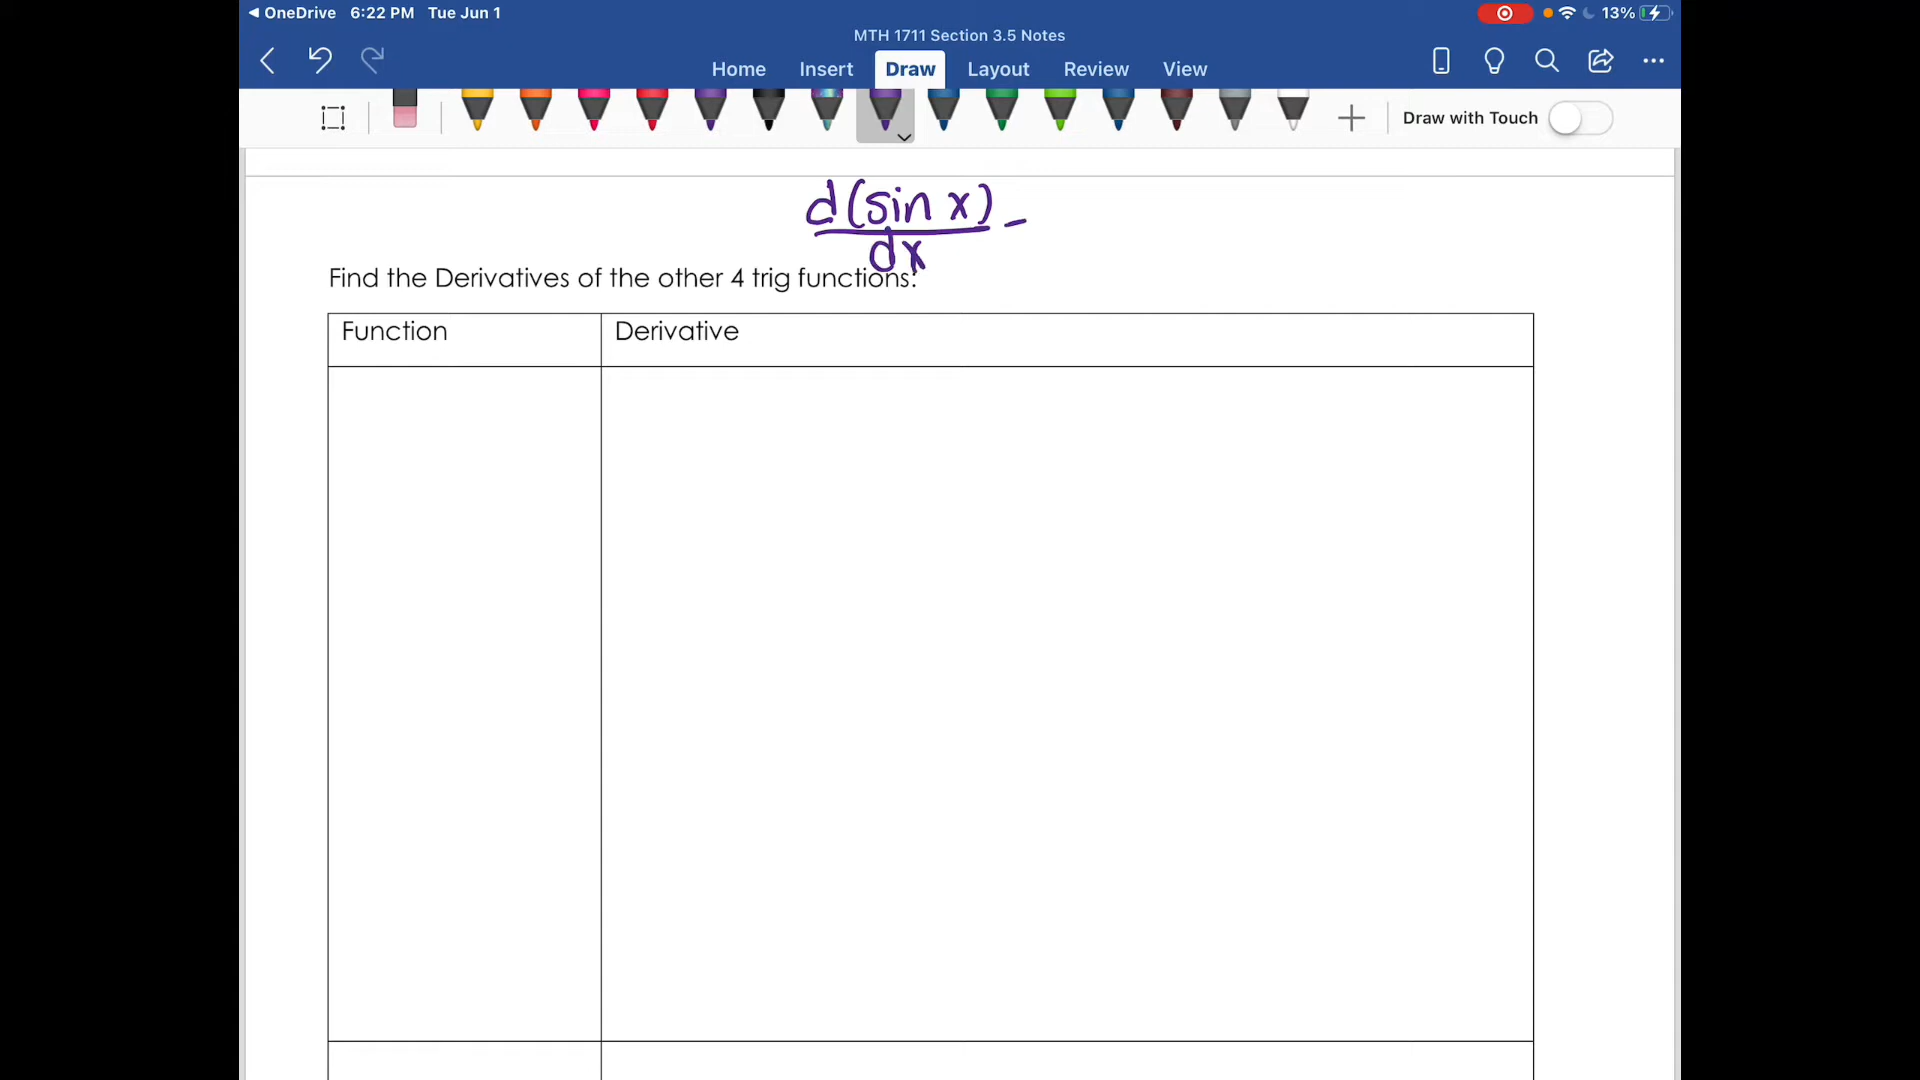 OneDrive 6:22 PM Tue Jun 1 13%
MTH 1711 Section 3.5 Notes
Home Insert Draw Layout Review View
Draw with Touch
d(sin x) -
dx
Find the Derivatives of the other 4 trig functions:
Function Derivative